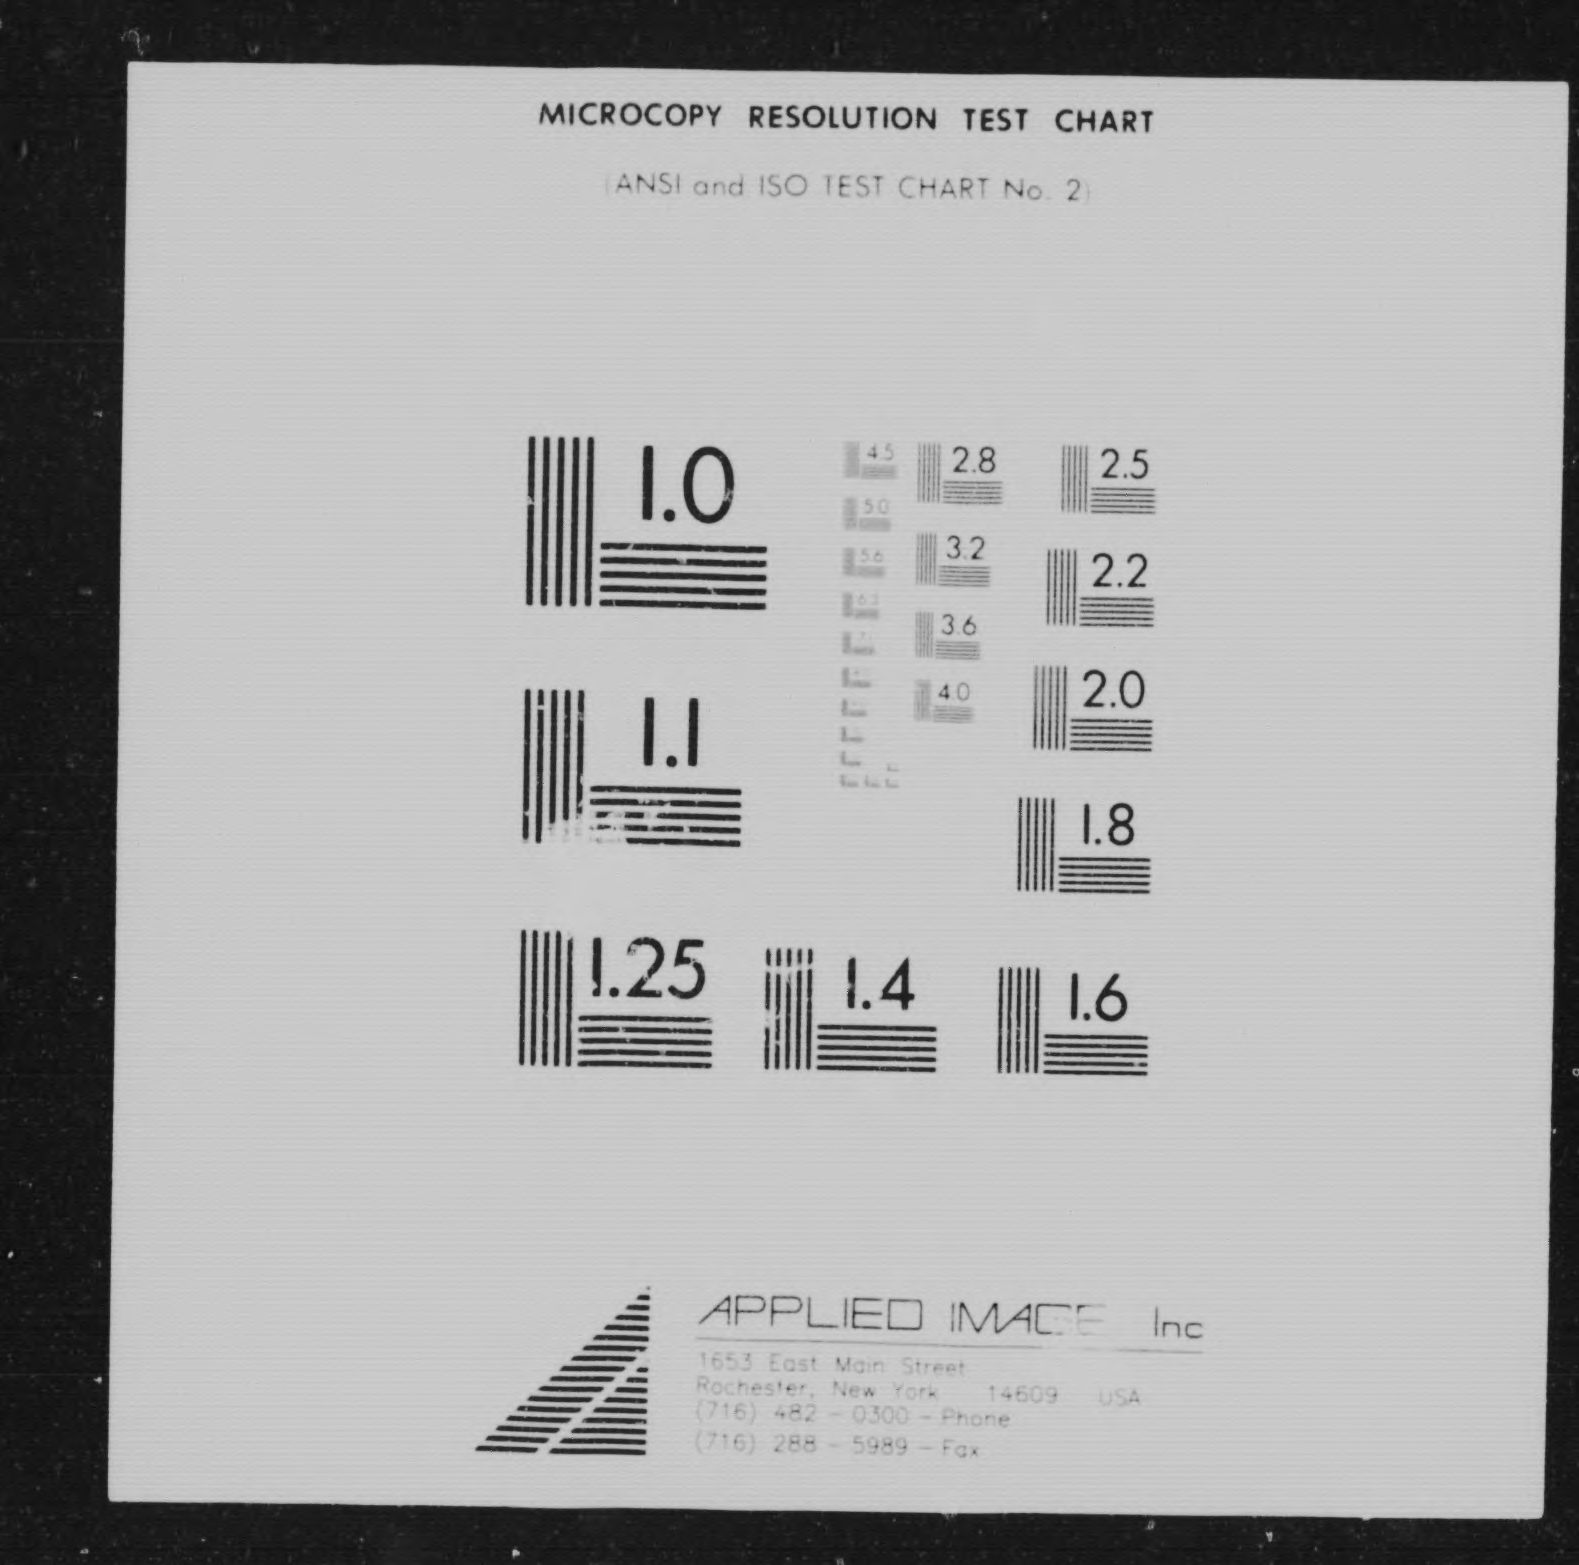 MICROCOPY RESOLUTION TEST CHART
(ANSI and ISO TEST CHART No. 2)
1.0
4.5
2.8
2.5
5.0
3.2
2.2
5.6
6.3
3.6
1.1
4.0
2.0
1.8
1.25
1.4
1.6
APPLIED IMAGE Inc
1653 East Main Street
Rochester, New York 14609 USA
(716) 482 - 0300 - Phone
(716) 288 - 5989 - Fax